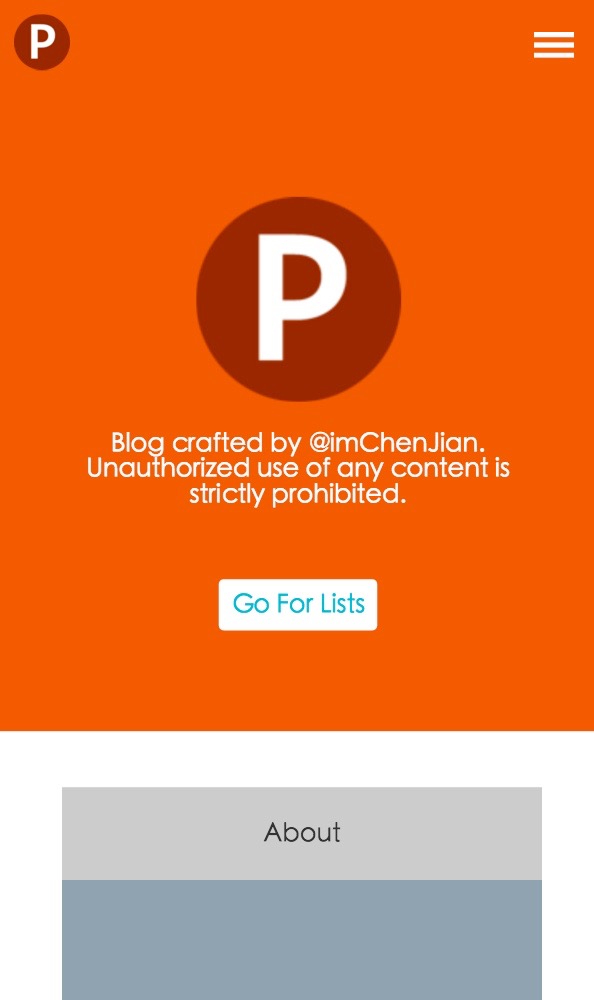 P
P
Blog crafted by @imChenJian.
Unauthorized use of any content is
strictly prohibited.
Go For Lists
About